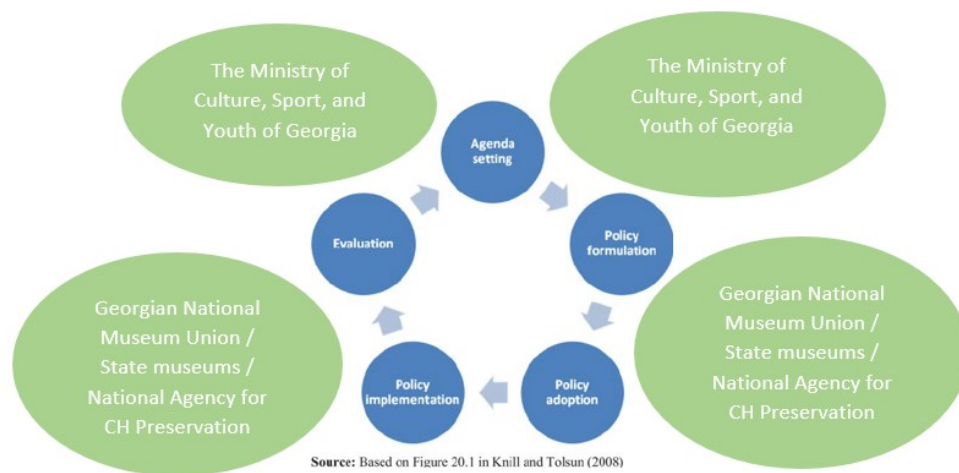 The Ministry of
Culture, Sport, and
Youth of Georgia
The Ministry of
Culture, Sport, and
Youth of Georgia
Agenda
setting
Evaluation
Policy
formulation
Georgian National
Museum Union /
State museums /
National Agency for
CH Preservation
Georgian National
Museum Union /
State museums /
National Agency for
CH Preservation
Policy
implementation
Policy
adoption
Source: Based on Figure 20.1 in Knill and Tolsun (2008)